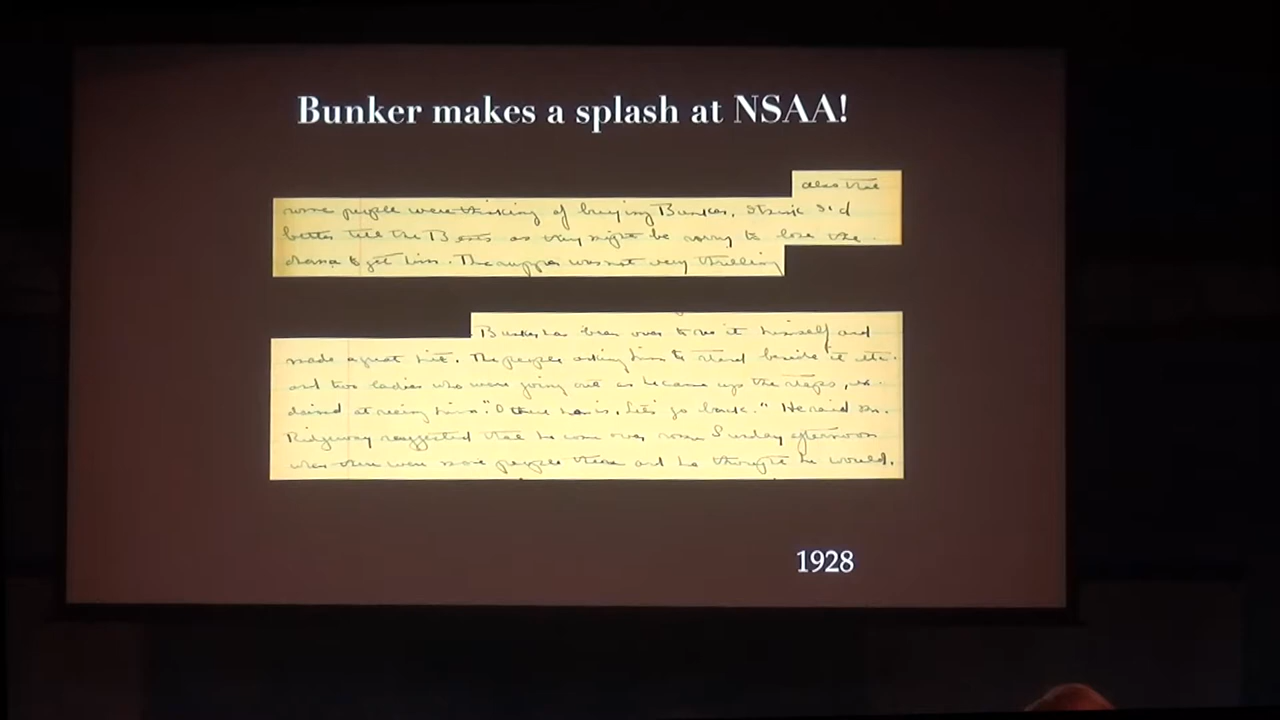 Bunker makes a splash at NSAA!
also that
some people were thinking of buying Bunker. I think I'd
better tell the B as they might be sorry to lose the
chance to get him. The supper was not very thrilling
Bunker has been over to see it himself and
made a great hit. The people asking him to stand beside it etc.
and two ladies who were going out as he came up the steps, ex-
claimed at seeing him "O there he is. Let's go back." He said Mr.
Ridgeway suggested that he come over some Sunday afternoon
when there were more people there and he thought he would.
1928